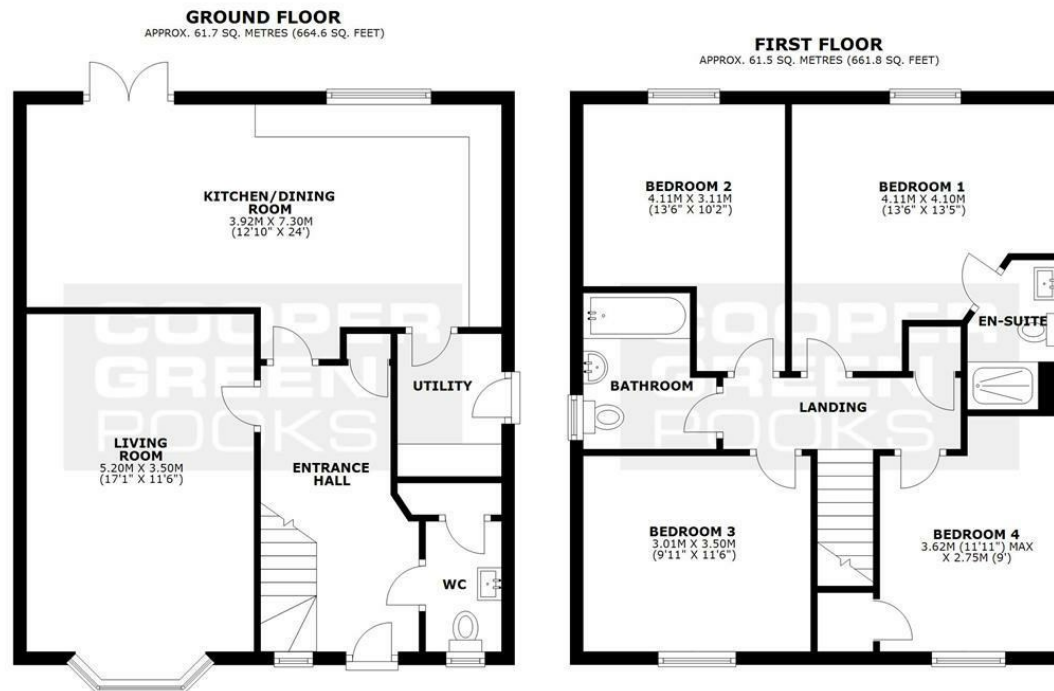 GROUND FLOOR
APPROX. 61.7 SQ. METRES (664.6 SQ. FEET)
KITCHEN/DINING
ROOM
3.92M X 7.30M
(12'10" X 24')
COOPER
GREEN
POOKS
UTILITY
LIVING
ROOM
5.20M X 3.50M
(17'1" X 11'6")
ENTRANCE
HALL
WC
FIRST FLOOR
APPROX. 61.5 SQ. METRES (661.8 SQ. FEET)
BEDROOM 2
4.11M X 3.11M
(13'6" X 10'2")
BEDROOM 1
4.11M X 4.10M
(13'6" X 13'5")
COOPER
GREEN
POOKS
EN-SUITE
BATHROOM
LANDING
BEDROOM 3
3.01M X 3.50M
(9'11" X 11'6")
BEDROOM 4
3.62M (11'11") MAX
X 2.75M (9')